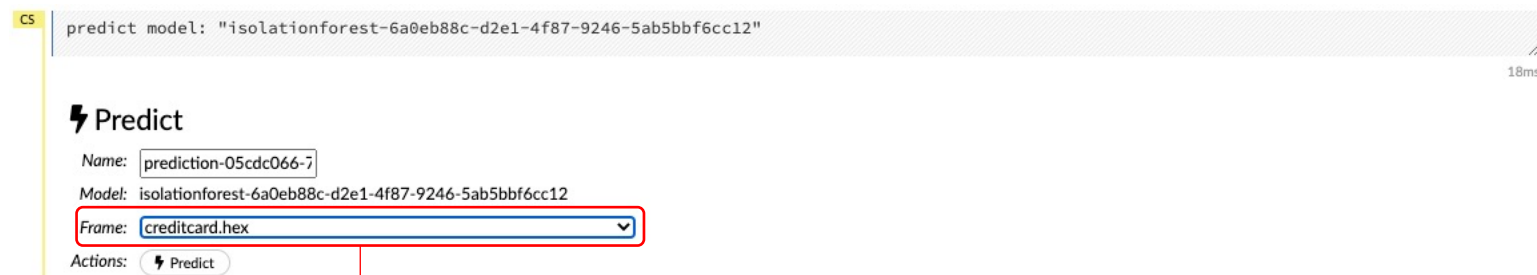 CS
predict model: "isolationforest-6a0eb88c-d2e1-4f87-9246-5ab5bbf6cc12"
18ms
Predict
Name: prediction-05cdc066-7
Model: isolationforest-6a0eb88c-d2e1-4f87-9246-5ab5bbf6cc12
Frame: creditcard.hex
Actions: Predict